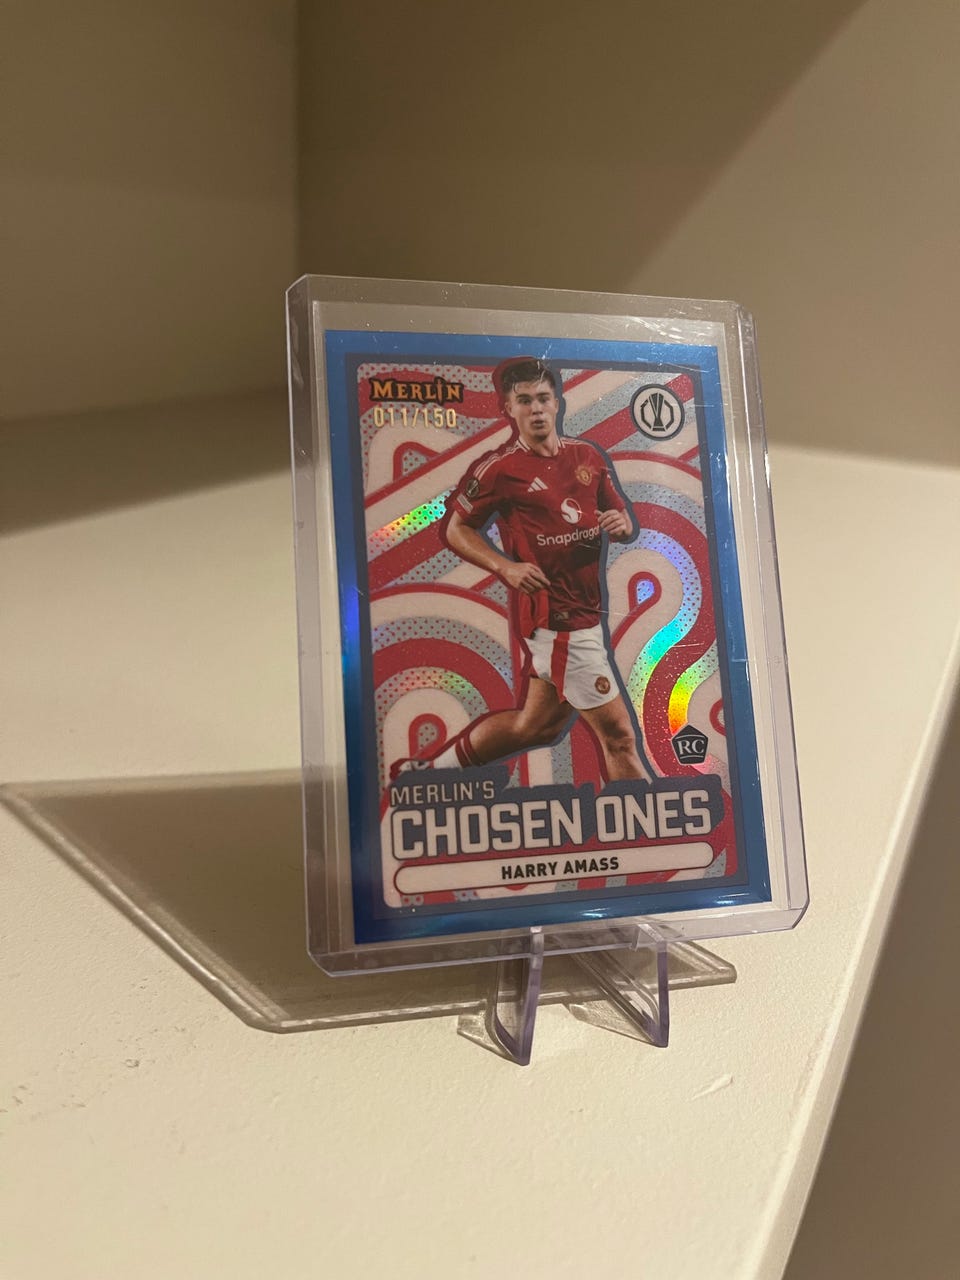 MERLIN
011/150
Snapdragon
RC
MERLIN'S
CHOSEN ONES
HARRY AMASS